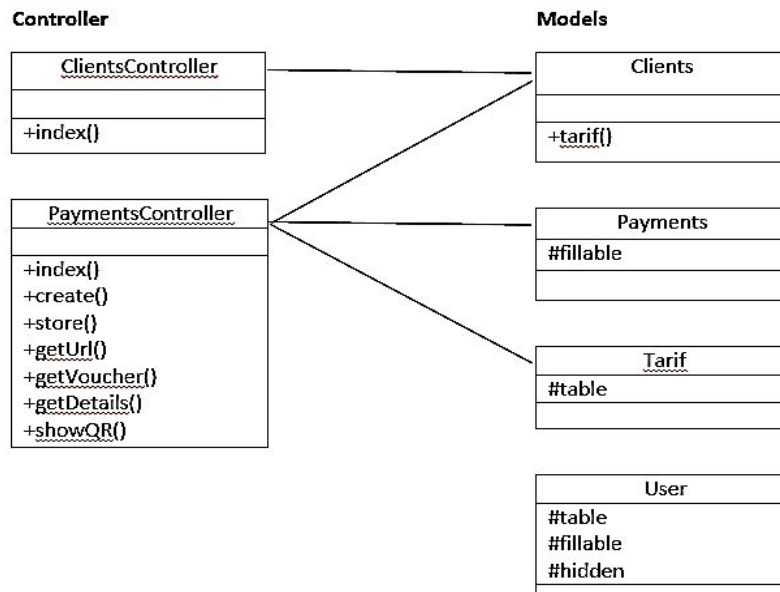 Controller
ClientsController
+index()
PaymentsController
+index()
+create()
+store()
+getUrl()
+getVoucher()
+getDetails()
+showQR()
Models
Clients
+tarif()
Payments
#fillable
Tarif
#table
User
#table
#fillable
#hidden